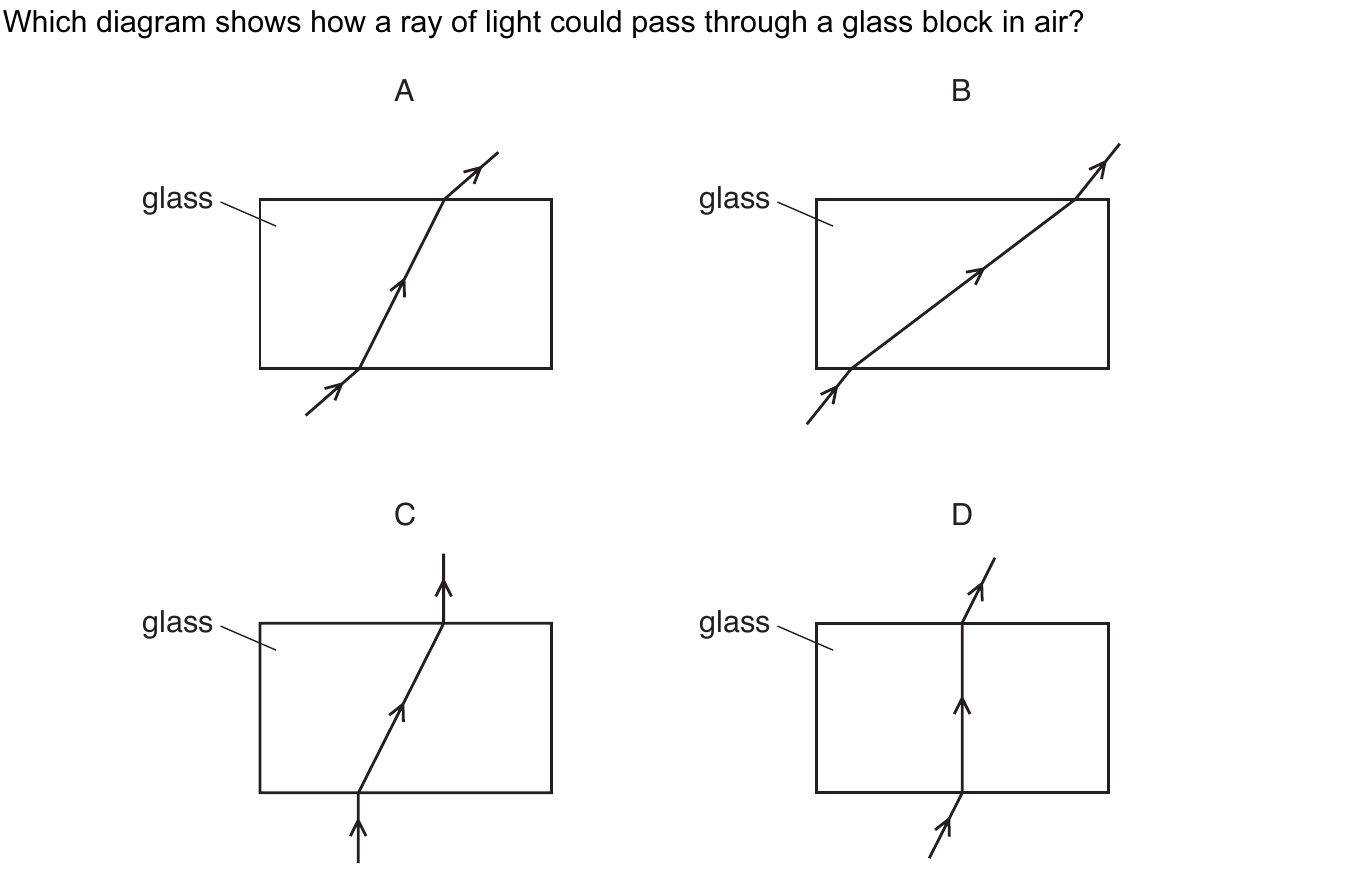 Which diagram shows how a ray of light could pass through a glass block in air?
A
B
glass
glass
C
D
glass
glass